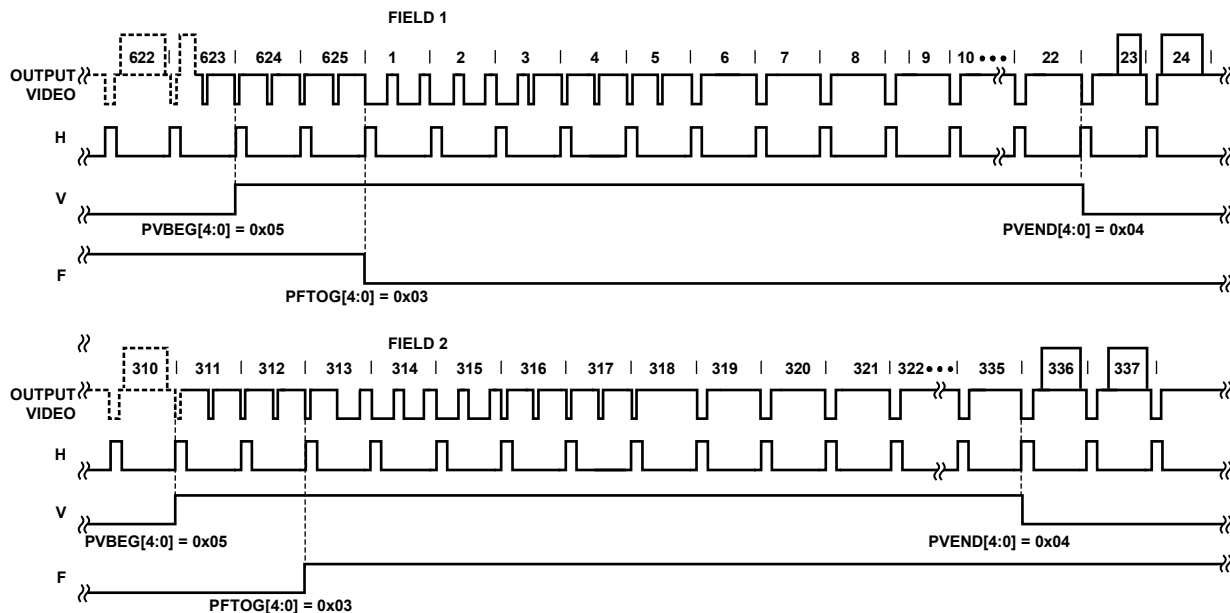 FIELD 1
622 623 624 625 1 2 3 4 5 6 7 8 9 10 ••• 22 23 24
OUTPUT
VIDEO
H
V
PVBEG[4:0] = 0x05
PVEND[4:0] = 0x04
F
PFTOG[4:0] = 0x03
FIELD 2
310 311 312 313 314 315 316 317 318 319 320 321 322 ••• 335 336 337
OUTPUT
VIDEO
H
V
PVBEG[4:0] = 0x05
PVEND[4:0] = 0x04
F
PFTOG[4:0] = 0x03